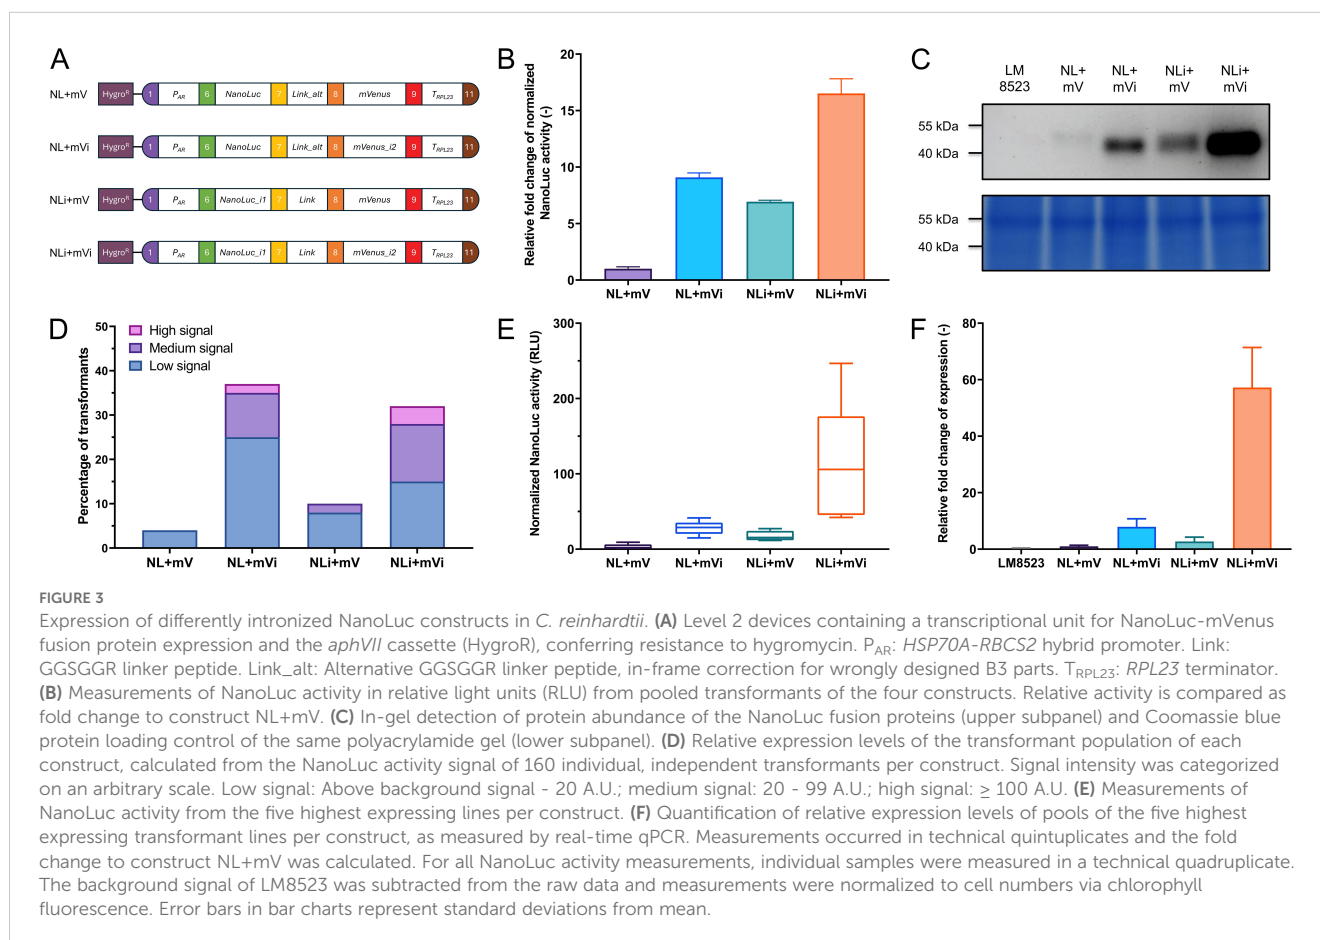 A
NL+mV
Hygro^R 1 P_AR 6 NanoLuc 7 Link_alt 8 mVenus 9 T_RPL23 11
NL+mVi
Hygro^R 1 P_AR 6 NanoLuc 7 Link_alt 8 mVenus_i2 9 T_RPL23 11
NLi+mV
Hygro^R 1 P_AR 6 NanoLuc_i1 7 Link 8 mVenus 9 T_RPL23 11
NLi+mVi
Hygro^R 1 P_AR 6 NanoLuc_i1 7 Link 8 mVenus_i2 9 T_RPL23 11
B
Relative fold change of normalized
NanoLuc activity (-)
20
15
10
5
0
NL+mV NL+mVi NLi+mV NLi+mVi
C
LM
8523
NL+
mV
NL+
mVi
NLi+
mV
NLi+
mVi
55 kDa
40 kDa
55 kDa
40 kDa
D
Percentage of transformants
50
40
30
20
10
0
High signal
Medium signal
Low signal
NL+mV NL+mVi NLi+mV NLi+mVi
E
Normalized NanoLuc activity (RLU)
300
200
100
0
NL+mV NL+mVi NLi+mV NLi+mVi
F
Relative fold change of expression (-)
80
60
40
20
0
LM8523 NL+mV NL+mVi NLi+mV NLi+mVi
FIGURE 3
Expression of differently intronized NanoLuc constructs in C. reinhardtii. (A) Level 2 devices containing a transcriptional unit for NanoLuc-mVenus
fusion protein expression and the aphVII cassette (HygroR), conferring resistance to hygromycin. P_AR: HSP70A-RBCS2 hybrid promoter. Link:
GGSGGR linker peptide. Link_alt: Alternative GGSGGR linker peptide, in-frame correction for wrongly designed B3 parts. T_RPL23: RPL23 terminator.
(B) Measurements of NanoLuc activity in relative light units (RLU) from pooled transformants of the four constructs. Relative activity is compared as
fold change to construct NL+mV. (C) In-gel detection of protein abundance of the NanoLuc fusion proteins (upper subpanel) and Coomassie blue
protein loading control of the same polyacrylamide gel (lower subpanel). (D) Relative expression levels of the transformant population of each
construct, calculated from the NanoLuc activity signal of 160 individual, independent transformants per construct. Signal intensity was categorized
on an arbitrary scale. Low signal: Above background signal - 20 A.U.; medium signal: 20 - 99 A.U.; high signal: ≥ 100 A.U. (E) Measurements of
NanoLuc activity from the five highest expressing lines per construct. (F) Quantification of relative expression levels of pools of the five highest
expressing transformant lines per construct, as measured by real-time qPCR. Measurements occurred in technical quintuplicates and the fold
change to construct NL+mV was calculated. For all NanoLuc activity measurements, individual samples were measured in a technical quadruplicate.
The background signal of LM8523 was subtracted from the raw data and measurements were normalized to cell numbers via chlorophyll
fluorescence. Error bars in bar charts represent standard deviations from mean.